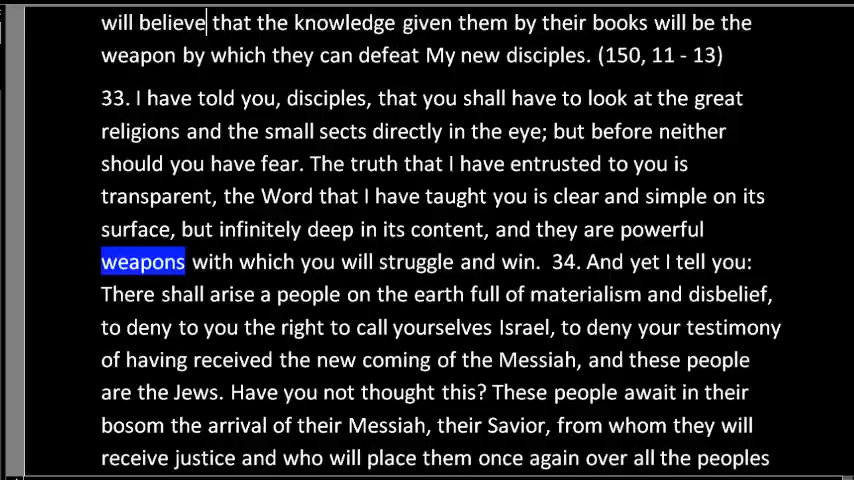 will believe that the knowledge given them by their books will be the
weapon by which they can defeat My new disciples. (150, 11 - 13)
33. I have told you, disciples, that you shall have to look at the great
religions and the small sects directly in the eye; but before neither
should you have fear. The truth that I have entrusted to you is
transparent, the Word that I have taught you is clear and simple on its
surface, but infinitely deep in its content, and they are powerful
weapons with which you will struggle and win.  34. And yet I tell you:
There shall arise a people on the earth full of materialism and disbelief,
to deny to you the right to call yourselves Israel, to deny your testimony
of having received the new coming of the Messiah, and these people
are the Jews. Have you not thought this? These people await in their
bosom the arrival of their Messiah, their Savior, from whom they will
receive justice and who will place them once again over all the peoples